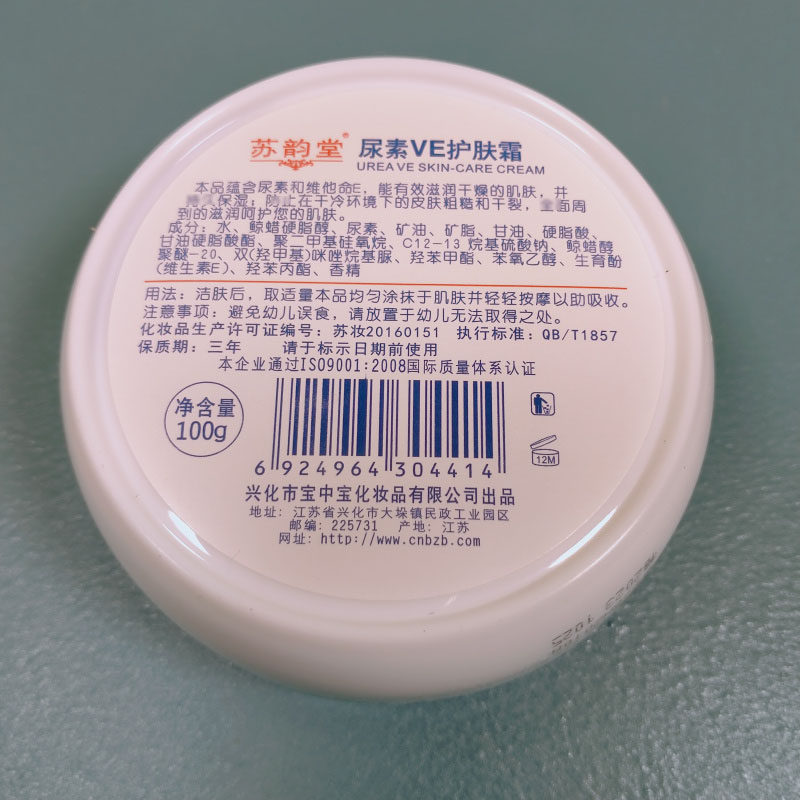 苏韵堂® 尿素VE护肤霜
UREA VE SKIN-CARE CREAM
本品蕴含尿素和维他命E，能有效滋润干燥的肌肤，并
保湿；防止在干冷环境下的皮肤粗糙和干裂，面周
到的滋润呵护您的肌肤。
成分：水、鲸蜡硬脂醇、尿素、矿油、矿脂、甘油、硬脂酸、
甘油硬脂酸酯、聚二甲基硅氧烷、C12-13 烷基硫酸钠、鲸蜡醇
聚醚-20、双(羟甲基)咪唑烷基脲、羟苯甲酯、苯氧乙醇、生育酚
(维生素E)、羟苯丙酯、香精
用法：洁肤后，取适量本品均匀涂抹于肌肤并轻轻按摩以助吸收。
注意事项：避免幼儿误食，请放置于幼儿无法取得之处。
化妆品生产许可证编号：苏妆20160151 执行标准：QB/T1857
保质期：三年 请于标示日期前使用
本企业通过ISO9001:2008国际质量体系认证
净含量
100g
12M
6 924964 304414
兴化市宝中宝化妆品有限公司出品
地址：江苏省兴化市大垛镇民政工业园区
邮编：225731 产地：江苏
网址：http://www.cnbzb.com